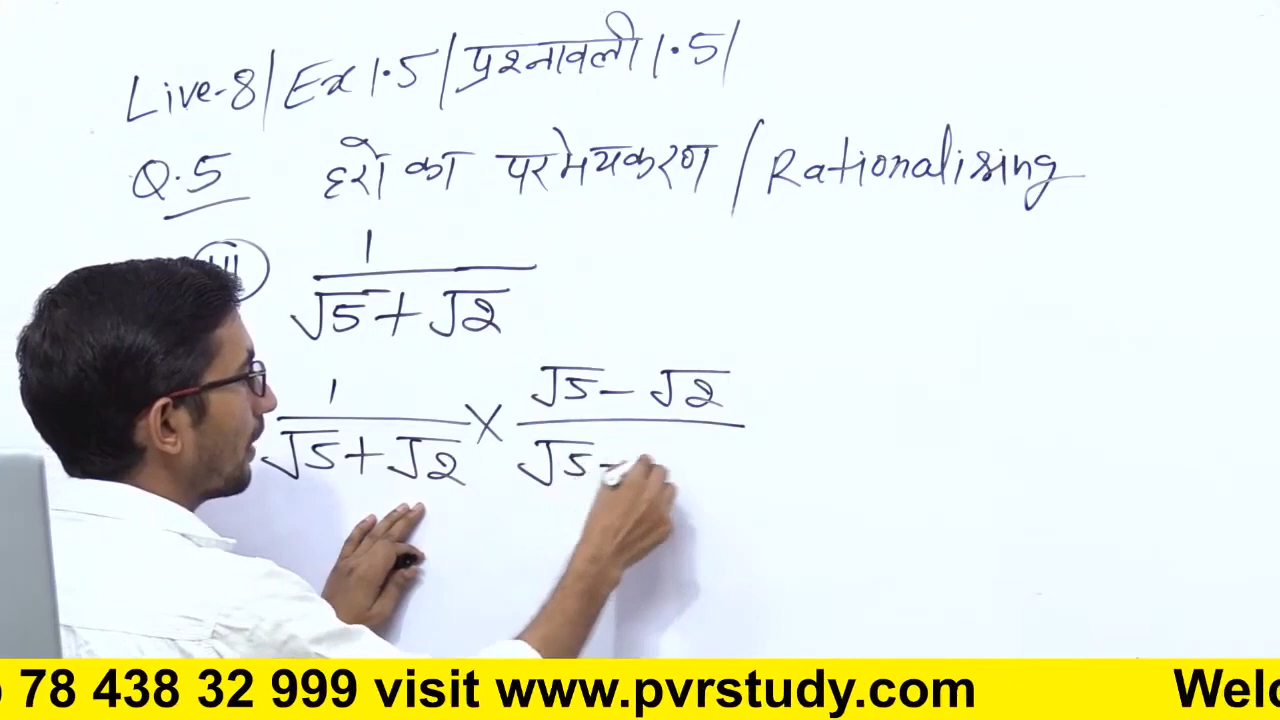 Live-8/ Ex 1.5/ प्रश्नावली 1.5/
Q.5 हरों का परिमेयकरण / Rationalising
1
√5+√2
1 × √5-√2
√5+√2 √5-
78 438 32 999 visit www.pvrstudy.com